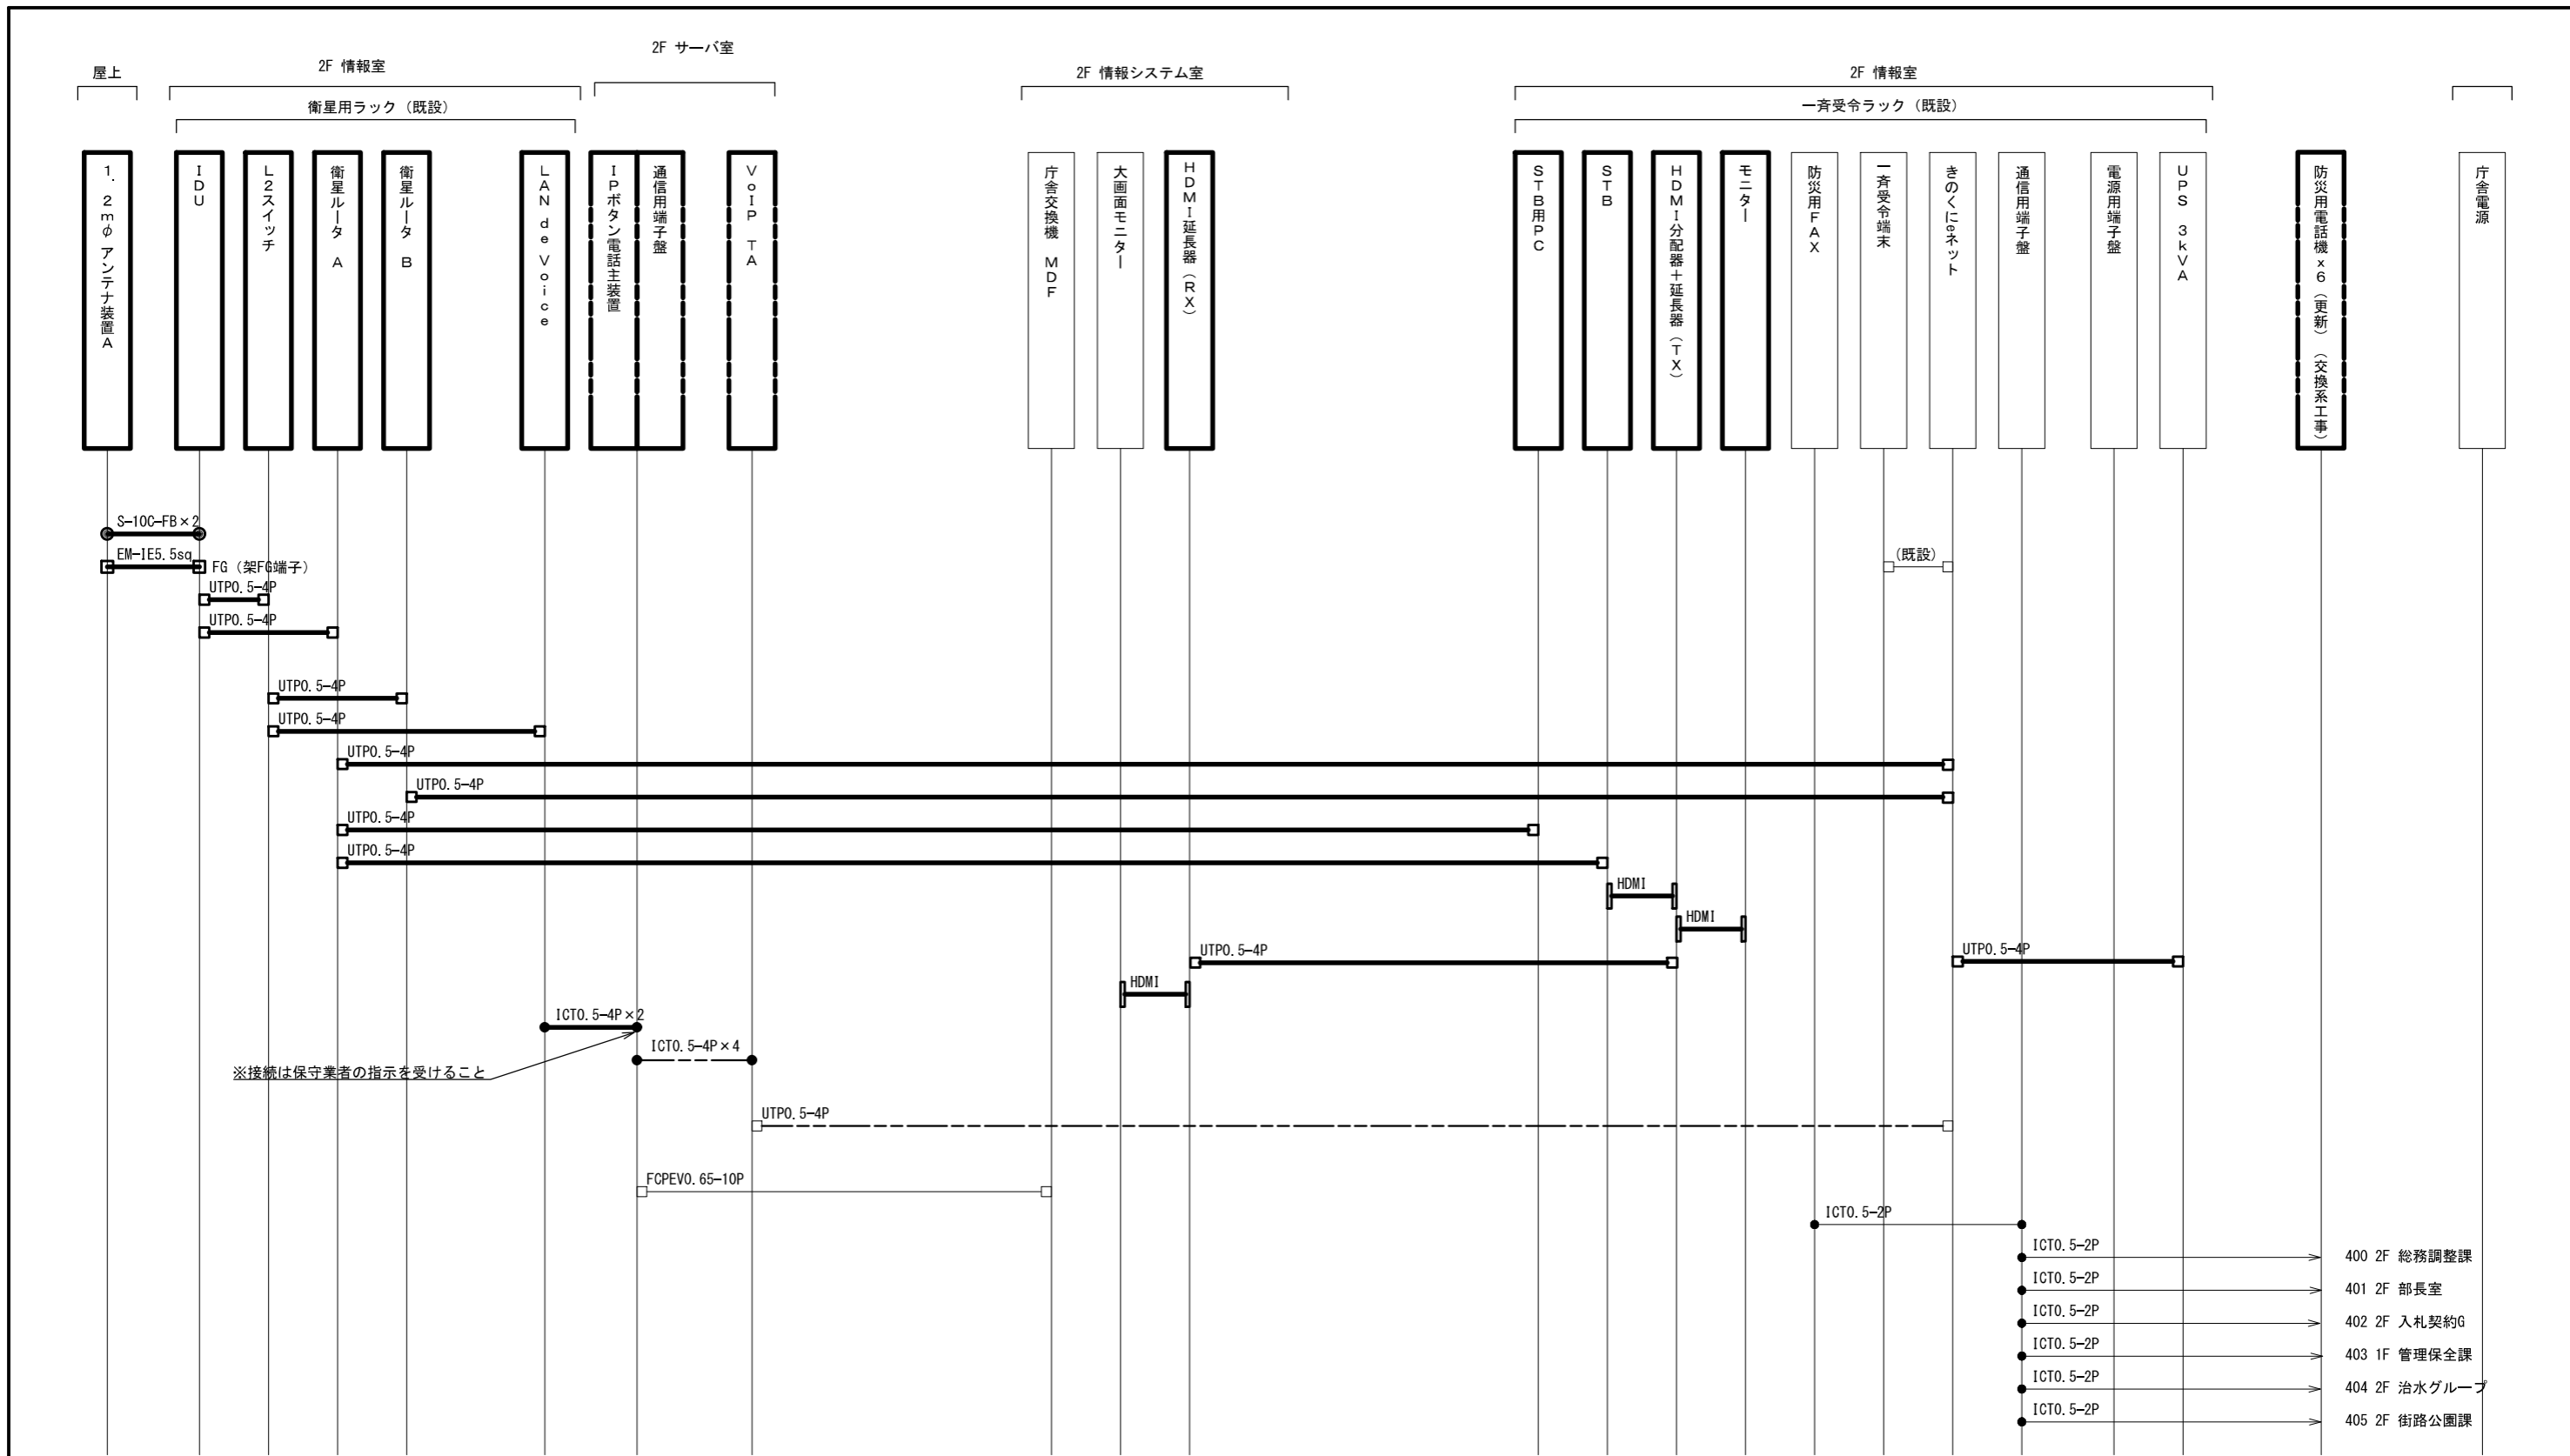 屋上
2F 情報室
2F サーバ室
2F 情報システム室
2F 情報室
衛星用ラック（既設）
一斉受令ラック（既設）
1．2mφ アンテナ装置A
IDU
L2スイッチ
衛星ルータ A
衛星ルータ B
LAN de Voice
IPボタン電話主装置
通信用端子盤
VoIP TA
庁舎交換機 MDF
大画面モニター
HDMI延長器（RX）
STB用PC
STB
HDMI分配器＋延長器（TX）
モニター
防災用FAX
一斉受令端末
きのくにeネット
通信用端子盤
電源用端子盤
UPS 3kVA
防災用電話機×6（更新）（交換系工事）
庁舎電源
S-10C-FB×2
EM-IE5.5sq
FG（架FG端子）
(既設)
UTP0.5-4P
UTP0.5-4P
UTP0.5-4P
UTP0.5-4P
UTP0.5-4P
UTP0.5-4P
UTP0.5-4P
UTP0.5-4P
HDMI
HDMI
UTP0.5-4P
UTP0.5-4P
HDMI
ICT0.5-4P×2
ICT0.5-4P×4
※接続は保守業者の指示を受けること
UTP0.5-4P
FCPEV0.65-10P
ICT0.5-2P
ICT0.5-2P
400 2F 総務調整課
ICT0.5-2P
401 2F 部長室
ICT0.5-2P
402 2F 入札契約G
ICT0.5-2P
403 1F 管理保全課
ICT0.5-2P
404 2F 治水グループ
ICT0.5-2P
405 2F 街路公園課